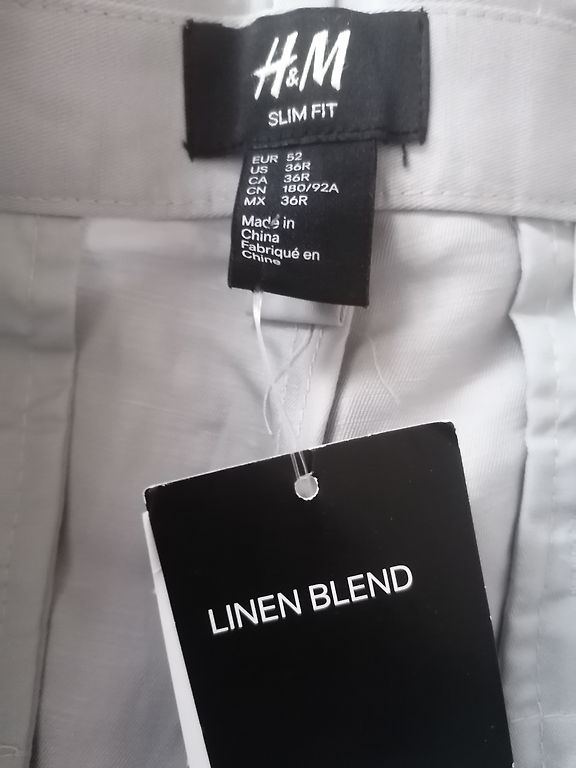 H&M
SLIM FIT
EUR 52
US 36R
CA 36R
CN 180/92A
MX 36R
Made in
China
Fabriqué en
Chine
LINEN BLEND